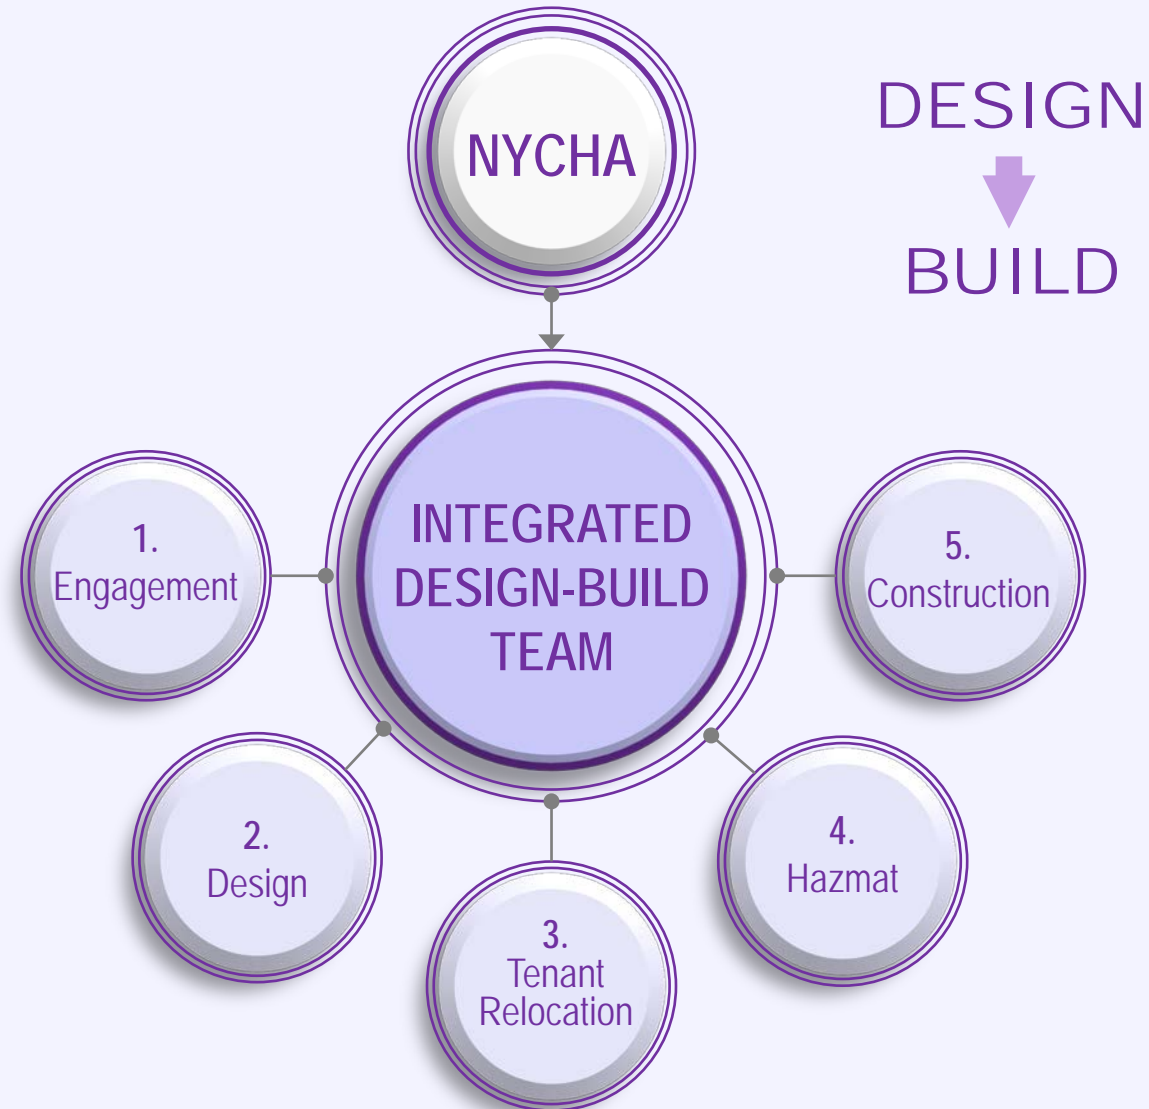 NYCHA
DESIGN
BUILD
INTEGRATED
DESIGN-BUILD
TEAM
1.
Engagement
2.
Design
3.
Tenant
Relocation
4.
Hazmat
5.
Construction